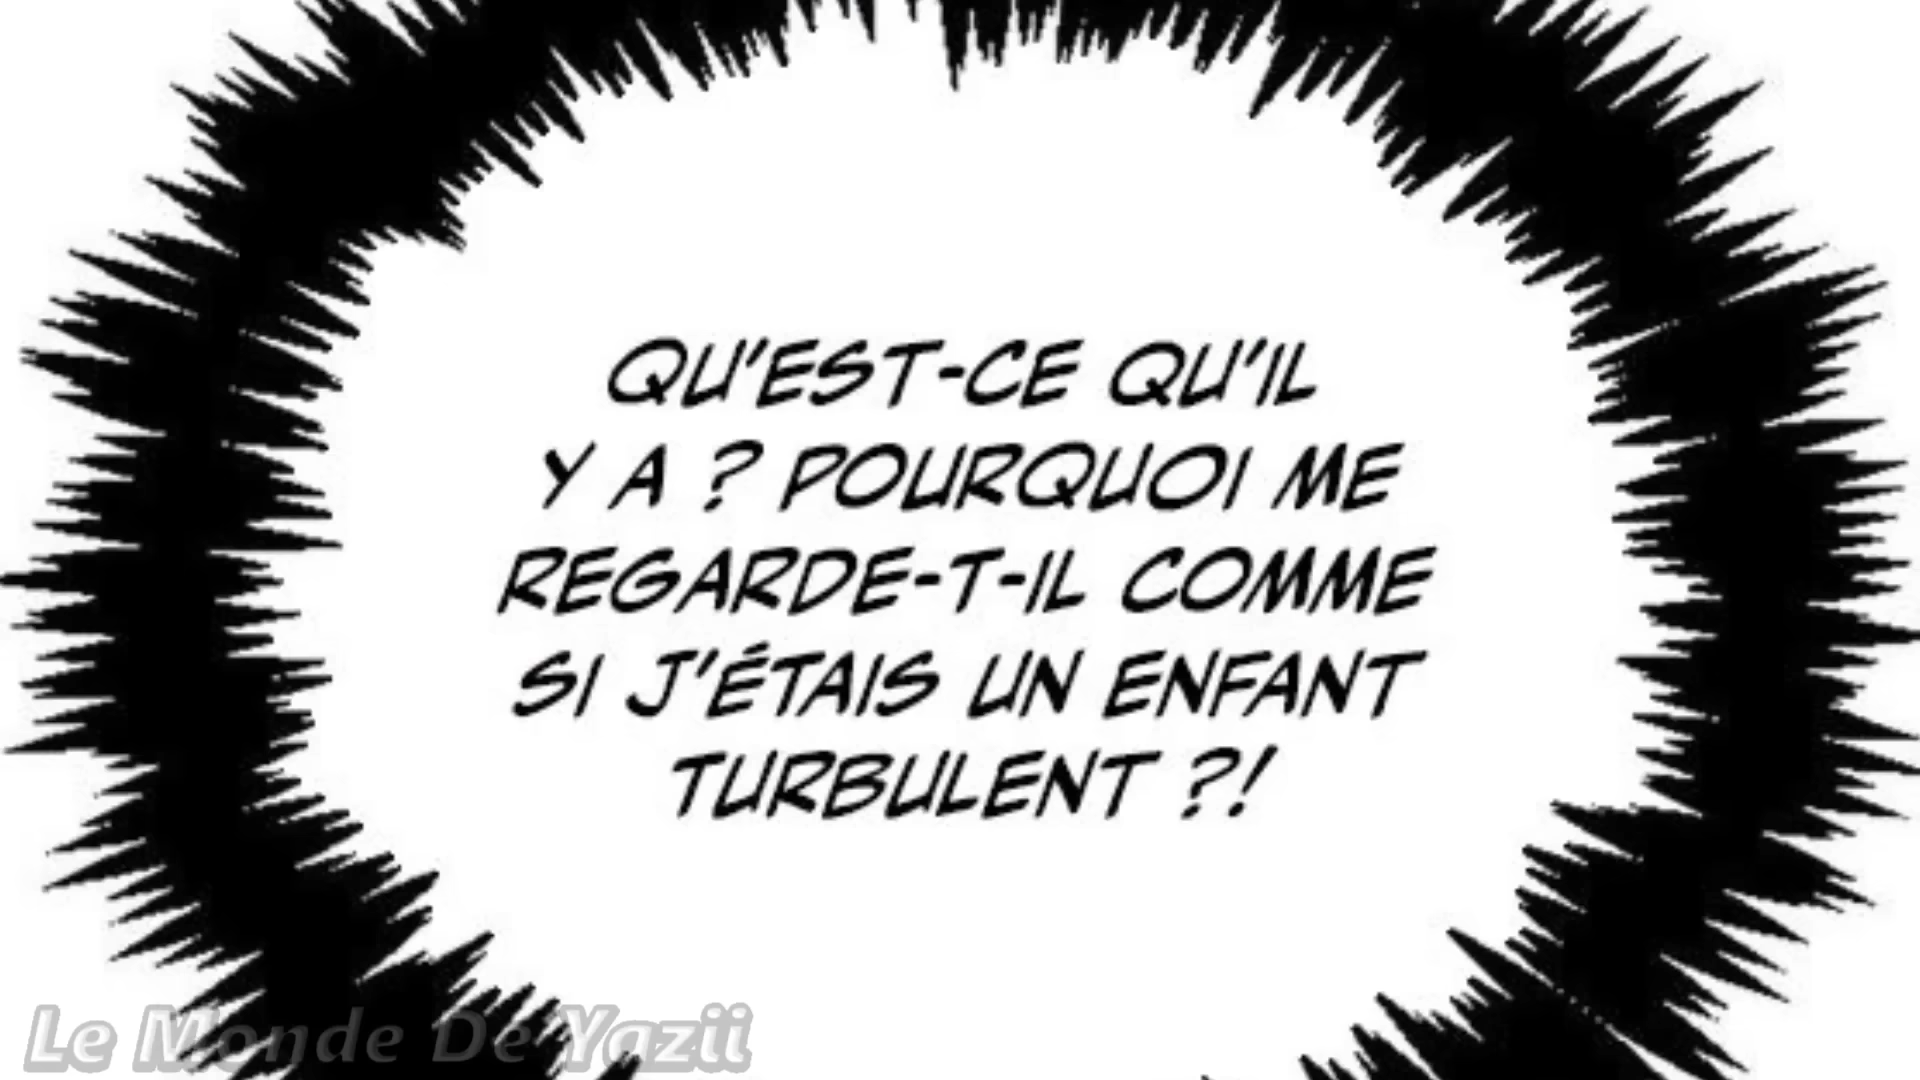 QU'EST-CE QU'IL
Y A ? POURQUOI ME
REGARDE-T-IL COMME
SI J'ÉTAIS UN ENFANT
TURBULENT ?!
Le Monde De Yazii